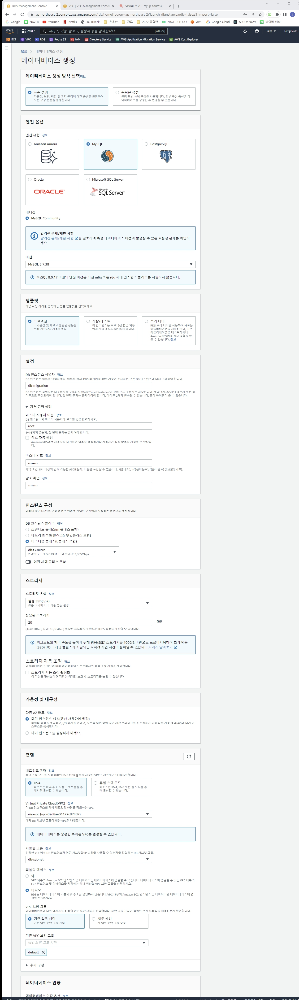 RDS Management Console
VPC | VPC Management Conso
아이피 확인 - my ip address
ap-northeast-2.console.aws.amazon.com/rds/home?region=ap-northeast-2#launch-dbinstance:gdb=false;s3-import=false
Google NAVER YouTube Netflix KG ITBank 유용한 자료 2022 종합반 NAVER CLOUD AWS Google Cloud SPOTV NOW 네이버 해축
aws 서비스 서비스, 기능, 블로그, 설명서 등을 검색합니다. [Alt+S] 서울 kimjihodo
EC2 VPC RDS Route 53 IAM Directory Service AWS Application Migration Service AWS Cost Explorer
RDS > 데이터베이스 생성
데이터베이스 생성
데이터베이스 생성 방식 선택정보
표준 생성
가용성, 보안, 백업 및 유지 관리에 대한 옵션을 포함하여
모든 구성 옵션을 설정합니다.
손쉬운 생성
권장 모범 사례 구성을 사용합니다. 일부 구성 옵션은 데
이터베이스를 생성한 후 변경할 수 있습니다.
엔진 옵션
엔진 유형 정보
Amazon Aurora
MySQL
PostgreSQL
Oracle
ORACLE
Microsoft SQL Server
Microsoft SQL Server
에디션
MySQL Community
알려진 문제/제한 사항
알려진 문제/제한 사항 을 검토하여 특정 데이터베이스 버전과 발생할 수 있는 호환성 문제를 확인하
세요.
버전
MySQL 5.7.38
MySQL 8.0.17 이전의 엔진 버전은 최신 m6g 또는 r6g 세대 인스턴스 클래스를 지원하지 않습니다.
템플릿
해당 사용 사례를 충족하는 샘플 템플릿을 선택하세요.
프로덕션
고가용성 및 빠르고 일관된 성능을
위해 기본값을 사용하세요.
개발/테스트
이 인스턴스는 프로덕션 환경 외부
에서 개발 용도로 마련되었습니다.
프리 티어
RDS 프리 티어를 사용하여 새로운
애플리케이션을 개발하거나, 기존
애플리케이션을 테스트하거나
Amazon RDS에서 실무 경험을 쌓
을 수 있습니다. 정보
설정
DB 인스턴스 식별자 정보
DB 인스턴스 이름을 입력하세요. 이름은 현재 AWS 리전에서 AWS 계정이 소유하는 모든 DB 인스턴스에 대해 고유해야 합니다.
db-migration
DB 인스턴스 식별자는 대소문자를 구분하지 않지만 'mydbinstance'와 같이 모두 소문자로 저장됩니다. 제약: 1자~60자의 영숫자 또는 하
이픈으로 구성되어야 합니다. 첫 번째 문자는 글자이어야 합니다. 하이픈 2개가 연속될 수 없습니다. 끝에 하이픈이 올 수 없습니다.
자격 증명 설정
마스터 사용자 이름 정보
DB 인스턴스의 마스터 사용자에 로그인 ID를 입력하세요.
root
1~16자의 영숫자. 첫 번째 문자는 글자여야 합니다.
암호 자동 생성
Amazon RDS에서 사용자를 대신하여 암호를 생성하거나 사용자가 직접 암호를 지정할 수 있습니
다.
마스터 암호 정보
••••••••
제약 조건: 8자 이상의 인쇄 가능한 ASCII 문자. 다음은 포함할 수 없습니다. /(슬래시), '(작은따옴표), "(큰따옴표) 및 @(앳 기호).
암호 확인 정보
••••••••
인스턴스 구성
아래의 DB 인스턴스 구성 옵션은 위에서 선택한 엔진에서 지원하는 옵션으로 제한됩니다.
DB 인스턴스 클래스 정보
스탠다드 클래스(m 클래스 포함)
메모리 최적화 클래스(r 및 x 클래스 포함)
버스터블 클래스(t 클래스 포함)
db.t3.micro
2 vCPUs 1 GiB RAM 네트워크: 2,085Mbps
이전 세대 클래스 포함
스토리지
스토리지 유형 정보
범용 SSD(gp2)
볼륨 크기에 따라 기준 성능 결정
할당된 스토리지
20 GiB
(최소: 20GiB, 최대: 16,384GiB) 할당된 스토리지가 많으면 IOPS 성능을 개선할 수 있습니다.
워크로드의 처리 속도를 높이기 위해 범용(SSD) 스토리지를 100GiB 미만으로 프로비저닝하여 초기 범용
(SSD) I/O 크레딧 밸런스가 차감되면 오히려 지연 시간이 늘어날 수 있습니다.자세히 알아보기
스토리지 자동 조정 정보
애플리케이션의 필요에 따라 데이터베이스 스토리지의 동적 조정 지원을 제공합니다.
스토리지 자동 조정 활성화
이 기능을 활성화하면 지정한 임계값 초과 후 스토리지를 늘릴 수 있습니다.
가용성 및 내구성
다중 AZ 배포 정보
대기 인스턴스 생성(생산 사용량에 권장)
데이터 중복을 제공하고, I/O 중지를 없애고, 시스템 백업 중에 지연 시간 스파이크를 최소화하기 위해 다른 가용 영역(AZ)에 대기 인
스턴스를 생성합니다.
대기 인스턴스를 생성하지 마세요.
연결
네트워크 유형 정보
듀얼 스택 모드를 사용하려면 IPv6 CIDR 블록을 지정한 VPC의 서브넷과 연결해야 합니다.
IPv4
리소스는 IPv4 주소 지정 프로토콜을 통
해서만 통신할 수 있습니다.
듀얼 스택 모드
리소스는 IPv4, IPv6 또는 둘 모두를 통
해 통신할 수 있습니다.
Virtual Private Cloud(VPC) 정보
이 DB 인스턴스의 가상 네트워킹 환경을 정의하는 VPC.
my-vpc (vpc-0ed8ae04427c874d2)
해당 DB 서브넷 그룹이 있는 VPC만 나열됩니다.
데이터베이스를 생성한 후에는 VPC를 변경할 수 없습니다.
서브넷 그룹 정보
선택한 VPC에서 DB 인스턴스가 어떤 서브넷과 IP 범위를 사용할 수 있는지를 정의하는 DB 서브넷 그룹.
db-subnet
퍼블릭 액세스 정보
예
VPC 외부의 Amazon EC2 인스턴스 및 디바이스는 데이터베이스에 연결할 수 있습니다. 데이터베이스에 연결할 수 있는 VPC 내부의
EC2 인스턴스 및 디바이스를 지정하는 하나 이상의 VPC 보안 그룹을 선택하세요.
아니요
RDS는 데이터베이스에 퍼블릭 IP 주소를 할당하지 않습니다. VPC 내부의 Amazon EC2 인스턴스 및 디바이스만 데이터베이스에 연
결할 수 있습니다.
VPC 보안 그룹
데이터베이스에 대한 액세스를 허용할 VPC 보안 그룹을 선택합니다. 보안 그룹 규칙이 적절한 수신 트래픽을 허용하는지 확인합니다.
기존 항목 선택
기존 VPC 보안 그룹 선택
새로 생성
새 VPC 보안 그룹 생성
기존 VPC 보안 그룹
VPC 보안 그룹 선택
default
추가 구성
데이터베이스 인증
데이터베이스 인증 옵션 정보